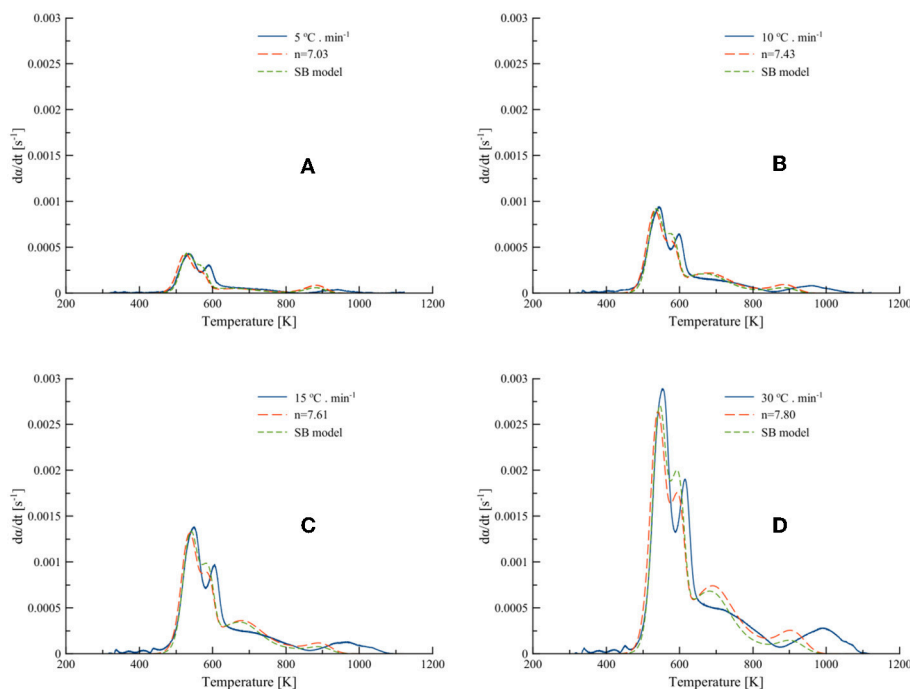 0.003
0.0025
0.002
0.0015
0.001
0.0005
0
dα/dt [s⁻¹]
5 ºC . min⁻¹
n=7.03
SB model
A
200 400 600 800 1000 1200
Temperature [K]
0.003
0.0025
0.002
0.0015
0.001
0.0005
0
dα/dt [s⁻¹]
10 ºC . min⁻¹
n=7.43
SB model
B
200 400 600 800 1000 1200
Temperature [K]
0.003
0.0025
0.002
0.0015
0.001
0.0005
0
dα/dt [s⁻¹]
15 ºC . min⁻¹
n=7.61
SB model
C
200 400 600 800 1000 1200
Temperature [K]
0.003
0.0025
0.002
0.0015
0.001
0.0005
0
dα/dt [s⁻¹]
30 ºC . min⁻¹
n=7.80
SB model
D
200 400 600 800 1000 1200
Temperature [K]